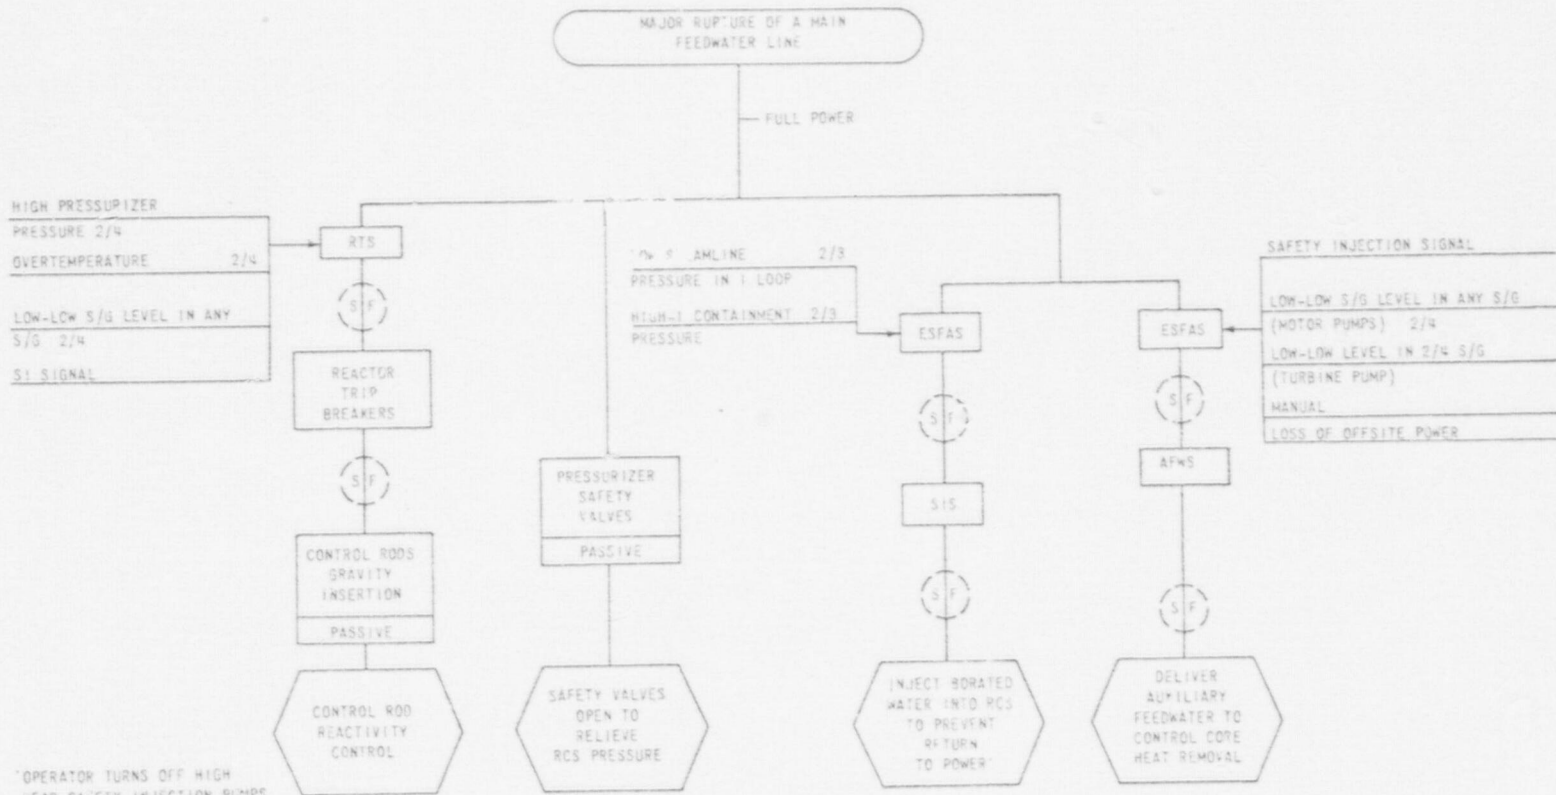 MAJOR RUPTURE OF A MAIN
FEEDWATER LINE
FULL POWER
HIGH PRESSURIZER
PRESSURE 2/4
OVERTEMPERATURE 2/4
LOW-LOW S/G LEVEL IN ANY
S/G 2/4
SI SIGNAL
RTS
S F
REACTOR
TRIP
BREAKERS
S F
CONTROL RODS
GRAVITY
INSERTION
PASSIVE
CONTROL ROD
REACTIVITY
CONTROL
PRESSURIZER
SAFETY
VALVES
PASSIVE
SAFETY VALVES
OPEN TO
RELIEVE
RCS PRESSURE
2/3
PRESSURE IN 1 LOOP
HIGH-1 CONTAINMENT 2/3
PRESSURE
ESFAS
S F
SIS
S F
INJECT BORATED
WATER INTO RCS
TO PREVENT
RETURN
TO POWER
SAFETY INJECTION SIGNAL
LOW-LOW S/G LEVEL IN ANY S/G
(MOTOR PUMPS) 2/4
LOW-LOW LEVEL IN 2/4 S/G
(TURBINE PUMP)
MANUAL
LOSS OF OFFSITE POWER
ESFAS
S F
AFWS
S F
DELIVER
AUXILIARY
FEEDWATER TO
CONTROL CORE
HEAT REMOVAL
OPERATOR TURNS OFF HIGH
INJECTION PUMPS